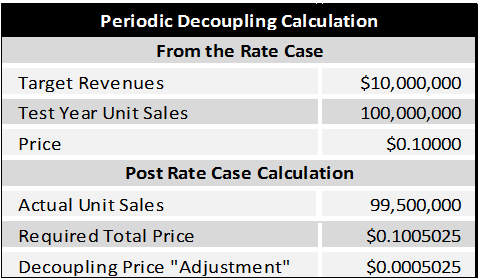 Periodic Decoupling Calculation
From the Rate Case
Target Revenues $10,000,000
Test Year Unit Sales 100,000,000
Price $0.10000
Post Rate Case Calculation
Actual Unit Sales 99,500,000
Required Total Price $0.1005025
Decoupling Price "Adjustment" $0.0005025